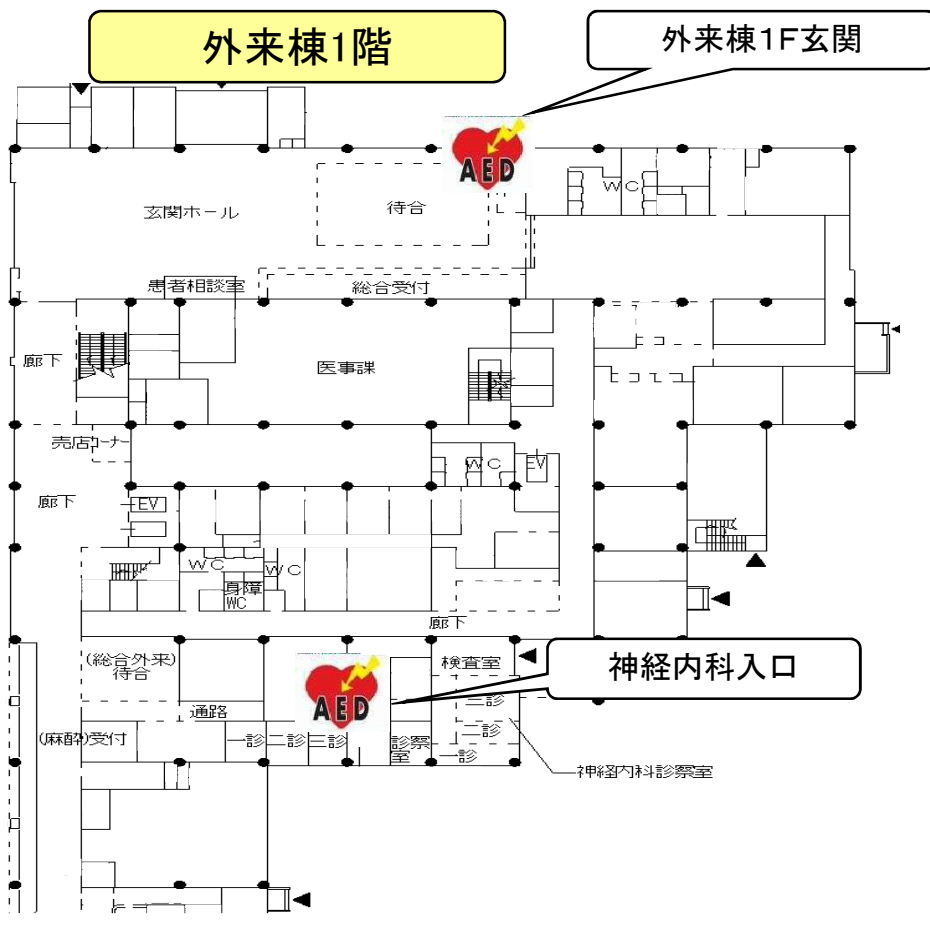 外来棟1階
外来棟1F玄関
AED
WC
玄関ホール
待合
患者相談室
総合受付
廊下
医事課
売店コーナー
WC
EV
廊下
EV
WC
WC
身障
WC
廊下
(総合外来)
待合
検査室
神経内科入口
AED
三診
通路
(麻酔)受付
一診
二診
三診
診察
室
二診
一診
神経内科診察室